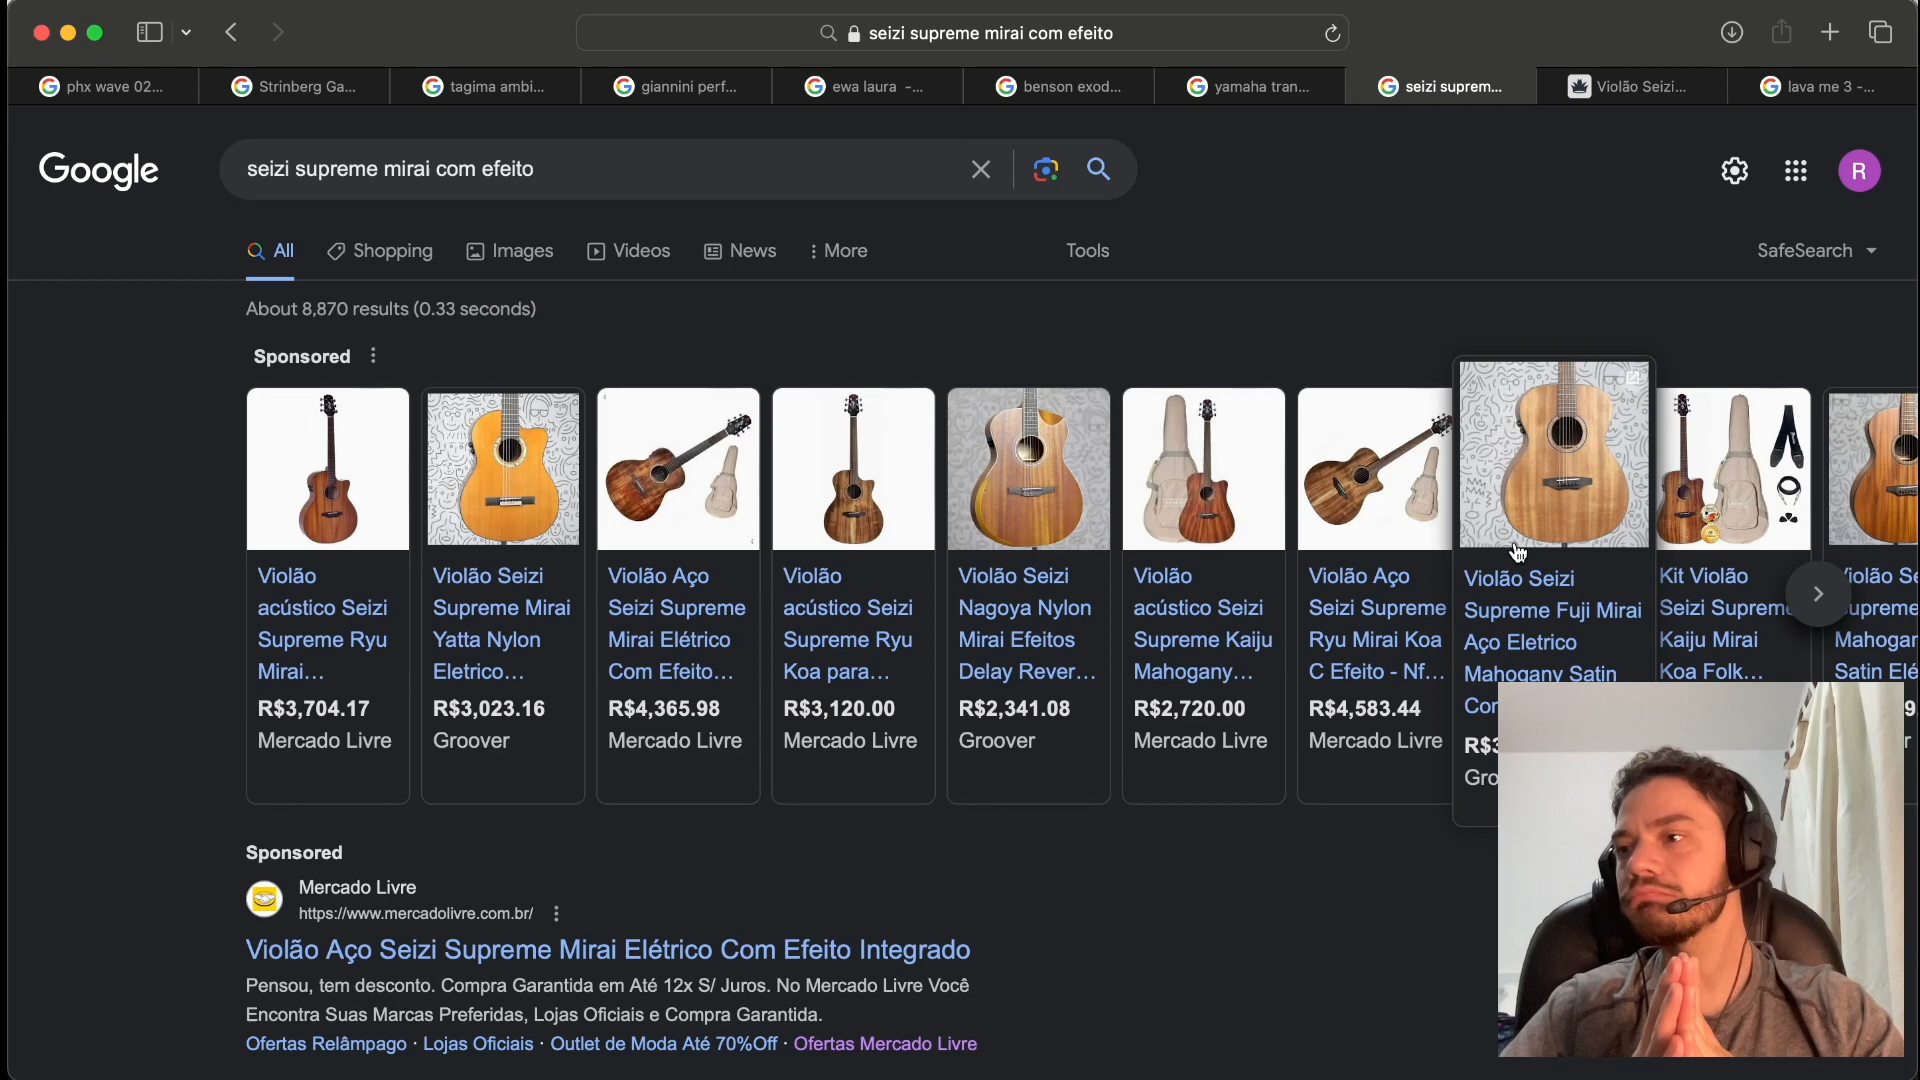 seizi supreme mirai com efeito
phx wave 02...
Strinberg Ga...
tagima ambi...
giannini perf...
ewa laura -...
benson exod...
yamaha tran...
seizi suprem...
Violão Seizi...
lava me 3 -...
Google
seizi supreme mirai com efeito
R
All
Shopping
Images
Videos
News
More
Tools
SafeSearch
About 8,870 results (0.33 seconds)
Sponsored
Violão
acústico Seizi
Supreme Ryu
Mirai...
R$3,704.17
Mercado Livre
Violão Seizi
Supreme Mirai
Yatta Nylon
Eletrico...
R$3,023.16
Groover
Violão Aço
Seizi Supreme
Mirai Elétrico
Com Efeito...
R$4,365.98
Mercado Livre
Violão
acústico Seizi
Supreme Ryu
Koa para...
R$3,120.00
Mercado Livre
Violão Seizi
Nagoya Nylon
Mirai Efeitos
Delay Rever...
R$2,341.08
Groover
Violão
acústico Seizi
Supreme Kaiju
Mahogany...
R$2,720.00
Mercado Livre
Violão Aço
Seizi Supreme
Ryu Mirai Koa
C Efeito - Nf...
R$4,583.44
Mercado Livre
Violão Seizi
Supreme Fuji Mirai
Aço Eletrico
Mahogany Satin
Kit Violão
Seizi Supreme
Kaiju Mirai
Koa Folk...
Sponsored
Mercado Livre
https://www.mercadolivre.com.br/
Violão Aço Seizi Supreme Mirai Elétrico Com Efeito Integrado
Pensou, tem desconto. Compra Garantida em Até 12x S/ Juros. No Mercado Livre Você
Encontra Suas Marcas Preferidas, Lojas Oficiais e Compra Garantida.
Ofertas Relâmpago · Lojas Oficiais · Outlet de Moda Até 70%Off · Ofertas Mercado Livre